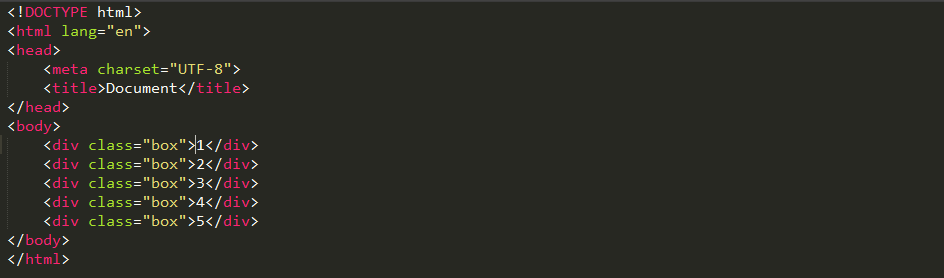 <!DOCTYPE html>
<html lang="en">
<head>
    <meta charset="UTF-8">
    <title>Document</title>
</head>
<body>
    <div class="box">1</div>
    <div class="box">2</div>
    <div class="box">3</div>
    <div class="box">4</div>
    <div class="box">5</div>
</body>
</html>